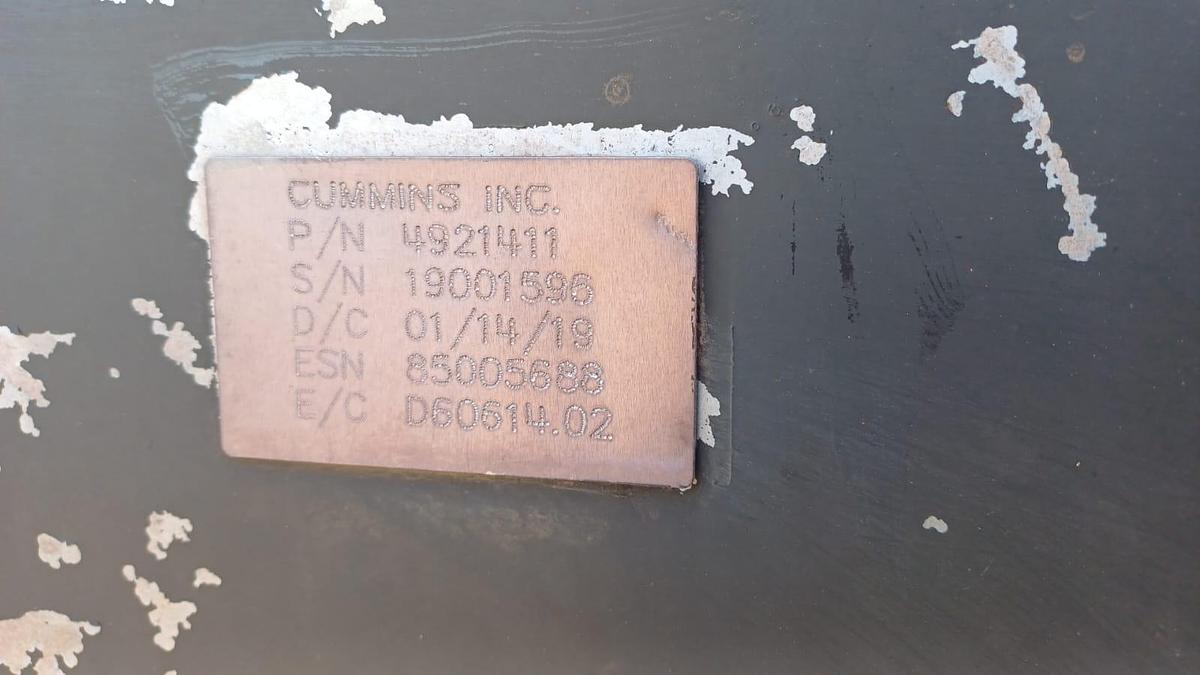 CUMMINS INC.
P/N 4921411
S/N 19001596
D/C 01/14/19
ESN 85005688
E/C D60614.02